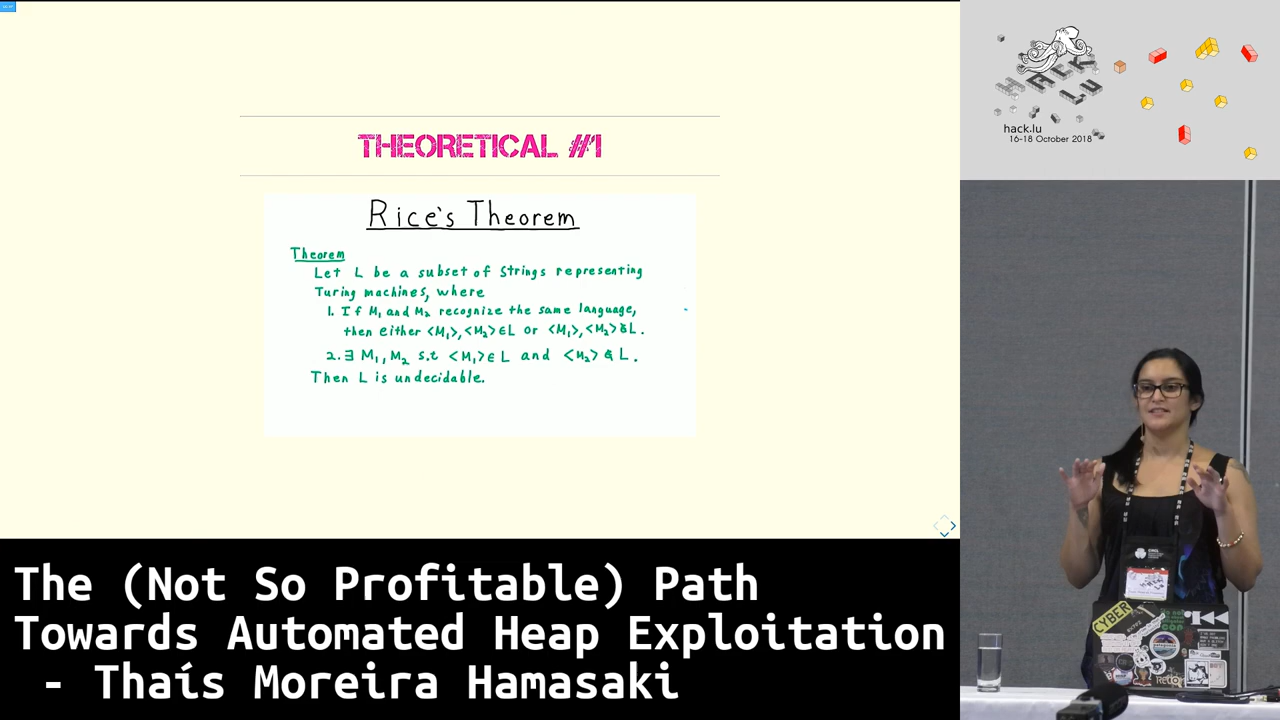 THEORETICAL #1
Rice's Theorem
Theorem
Let L be a subset of Strings representing
Turing machines, where
1. If M₁ and M₂ recognize the same language,
then either <M₁>, <M₂> ∈ L or <M₁>, <M₂> ∉ L.
2. ∃ M₁, M₂ s.t <M₁> ∈ L and <M₂> ∉ L.
Then L is undecidable.
HACK
LU
hack.lu
16-18 October 2018
CYBER
The (Not So Profitable) Path
Towards Automated Heap Exploitation
- Thaís Moreira Hamasaki